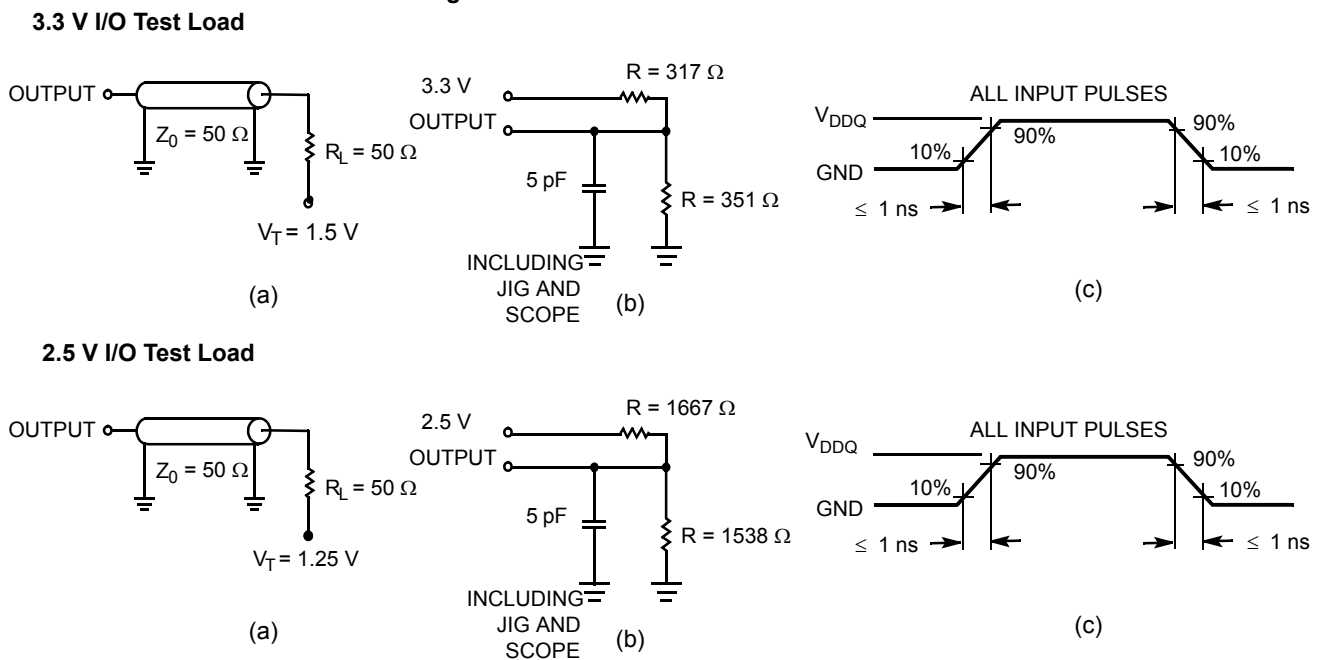 3.3 V I/O Test Load
OUTPUT
Z0 = 50 Ω
RL = 50 Ω
VT = 1.5 V
(a)
3.3 V
OUTPUT
R = 317 Ω
5 pF
R = 351 Ω
INCLUDING
JIG AND
SCOPE
(b)
ALL INPUT PULSES
VDDQ
GND
10%
90%
90%
10%
≤ 1 ns
≤ 1 ns
(c)
2.5 V I/O Test Load
OUTPUT
Z0 = 50 Ω
RL = 50 Ω
VT = 1.25 V
(a)
2.5 V
OUTPUT
R = 1667 Ω
5 pF
R = 1538 Ω
INCLUDING
JIG AND
SCOPE
(b)
ALL INPUT PULSES
VDDQ
GND
10%
90%
90%
10%
≤ 1 ns
≤ 1 ns
(c)